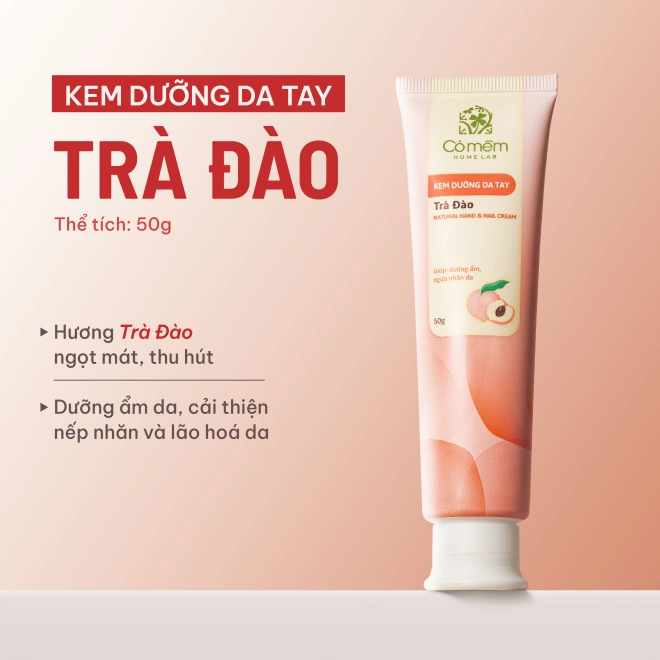 KEM DƯỠNG DA TAY
TRÀ ĐÀO
Thể tích: 50g
▸ Hương Trà Đào
ngọt mát, thu hút
▸ Dưỡng ẩm da, cải thiện
nếp nhăn và lão hoá da
Cỏ mềm
HOME LAB
KEM DƯỠNG DA TAY
Trà Đào
NATURAL HAND & NAIL CREAM
Giúp dưỡng ẩm,
ngừa nhăn da
50g